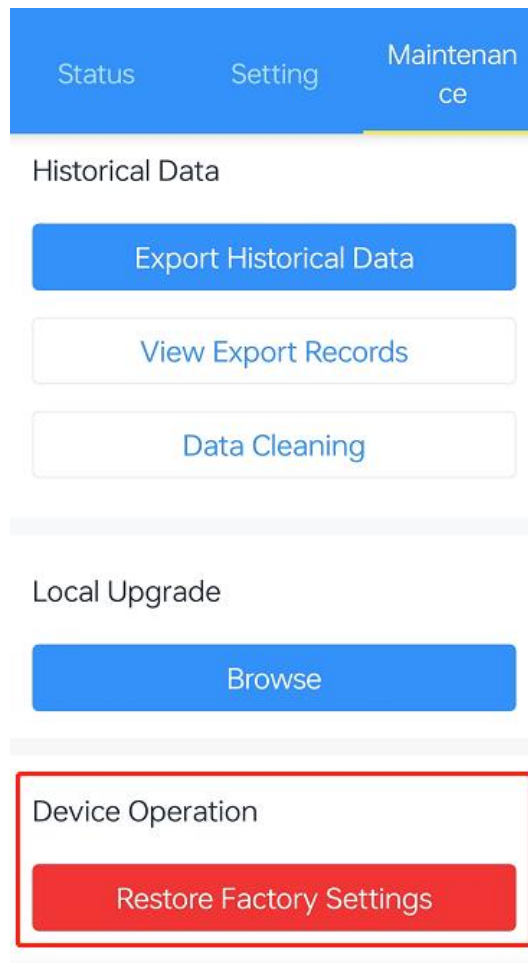 Status
Setting
Maintenan
ce
Historical Data
Export Historical Data
View Export Records
Data Cleaning
Local Upgrade
Browse
Device Operation
Restore Factory Settings